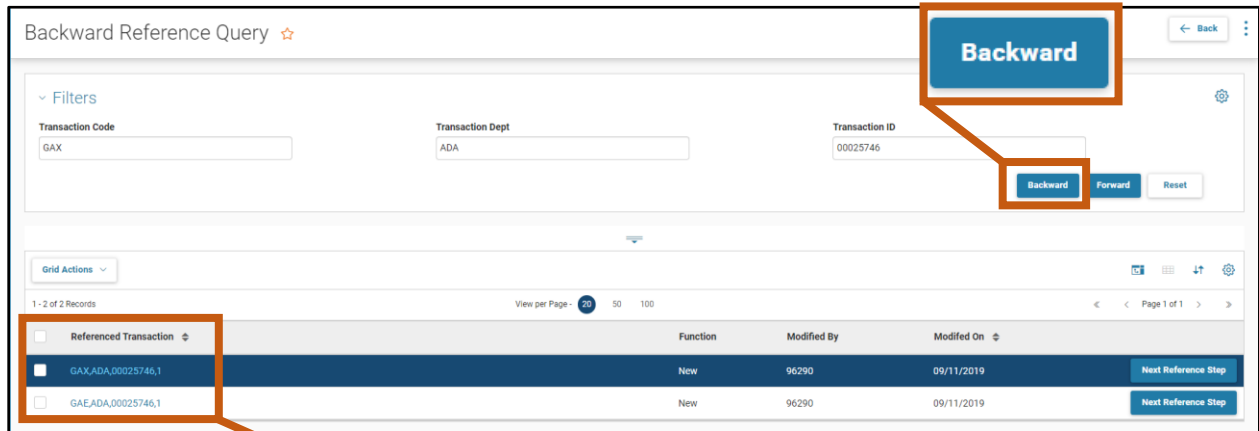 Backward Reference Query
Backward
Back
Filters
Transaction Code
Transaction Dept
Transaction ID
GAX
ADA
00025746
Backward
Forward
Reset
Grid Actions
1 - 2 of 2 Records
View per Page - 20 50 100
Page 1 of 1
Referenced Transaction
Function
Modified By
Modifed On
GAX,ADA,00025746,1
New
96290
09/11/2019
Next Reference Step
GAE,ADA,00025746,1
New
96290
09/11/2019
Next Reference Step